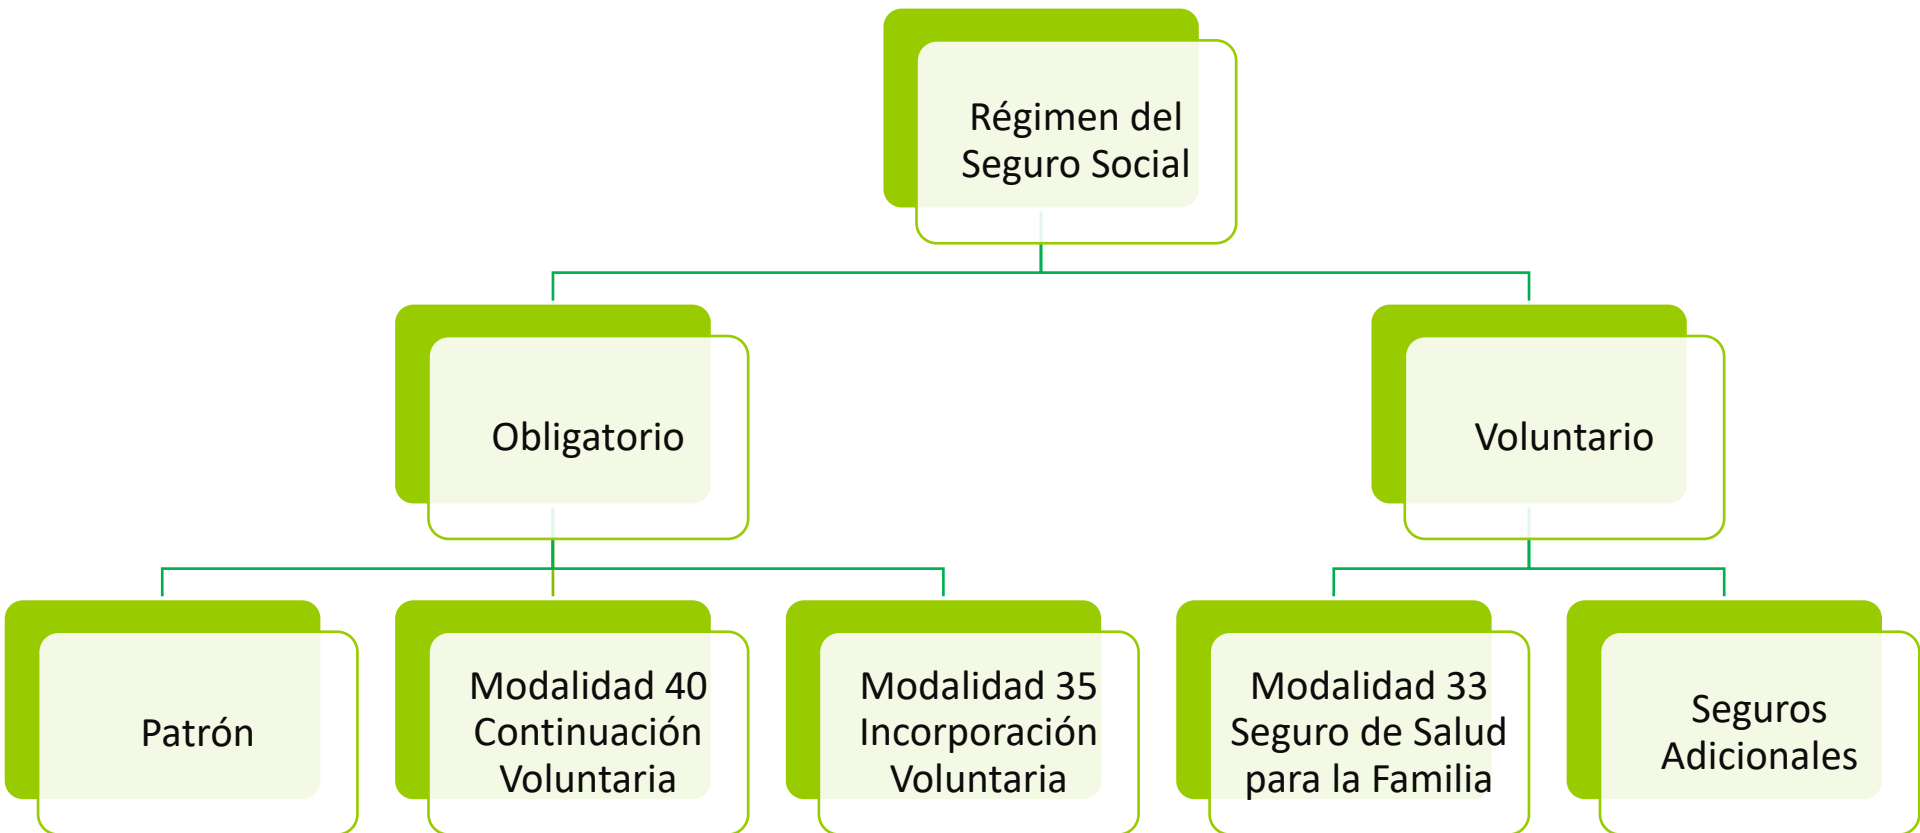 Régimen del
Seguro Social
Obligatorio
Voluntario
Patrón
Modalidad 40
Continuación
Voluntaria
Modalidad 35
Incorporación
Voluntaria
Modalidad 33
Seguro de Salud
para la Familia
Seguros
Adicionales